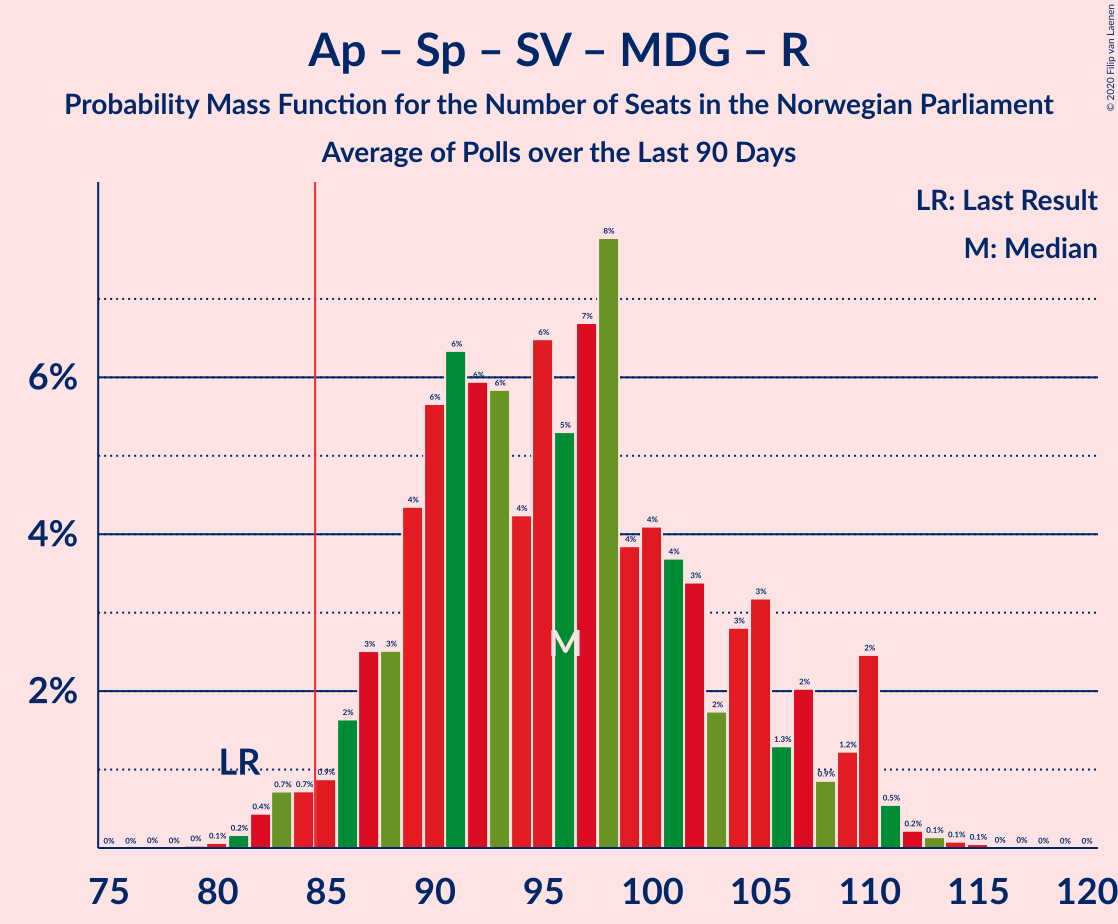 Ap – Sp – SV – MDG – R
Probability Mass Function for the Number of Seats in the Norwegian Parliament
Average of Polls over the Last 90 Days
© 2020 Filip van Laenen
LR: Last Result
M: Median
6%
4%
2%
LR
M
0% 0% 0% 0% 0% 0.1% 0.2% 0.4% 0.7% 0.7% 0.9% 2% 3% 3% 4% 6% 6% 6% 6% 4% 6% 5% 7% 8% 4% 4% 4% 3% 2% 3% 3% 1.3% 2% 0.9% 1.2% 2% 0.5% 0.2% 0.1% 0.1% 0.1% 0% 0% 0% 0% 0%
75 80 85 90 95 100 105 110 115 120